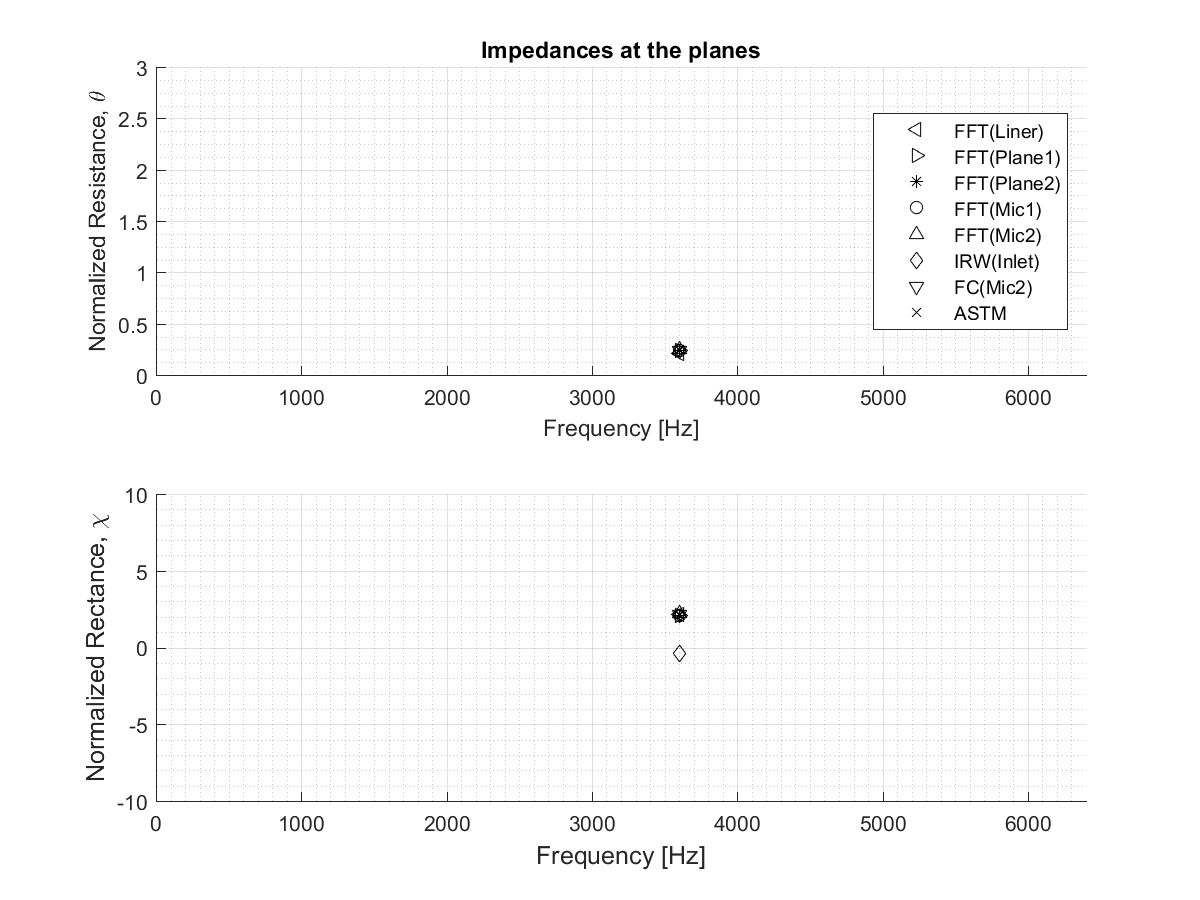 Impedances at the planes
Normalized Resistance, θ
3
2.5
2
1.5
1
0.5
0
FFT(Liner)
FFT(Plane1)
FFT(Plane2)
FFT(Mic1)
FFT(Mic2)
IRW(Inlet)
FC(Mic2)
ASTM
0 1000 2000 3000 4000 5000 6000
Frequency [Hz]
Normalized Rectance, χ
10
5
0
-5
-10
0 1000 2000 3000 4000 5000 6000
Frequency [Hz]